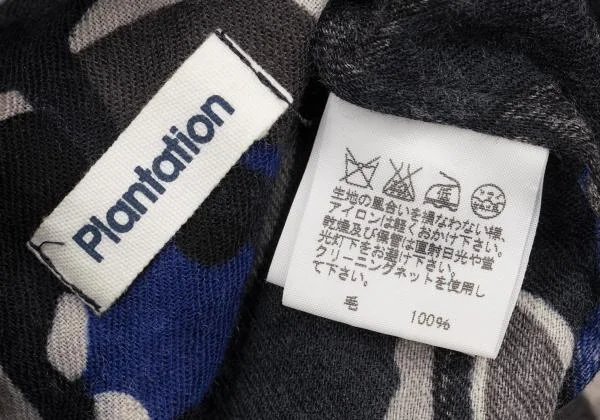 Plantation
生地の風合いを損なわない様、
アイロンは軽くおかけ下さい。
乾燥及び保管は直射日光や蛍
光灯下をお避け下さい。
クリーニングネットを使用し
て下さい。
毛 100%